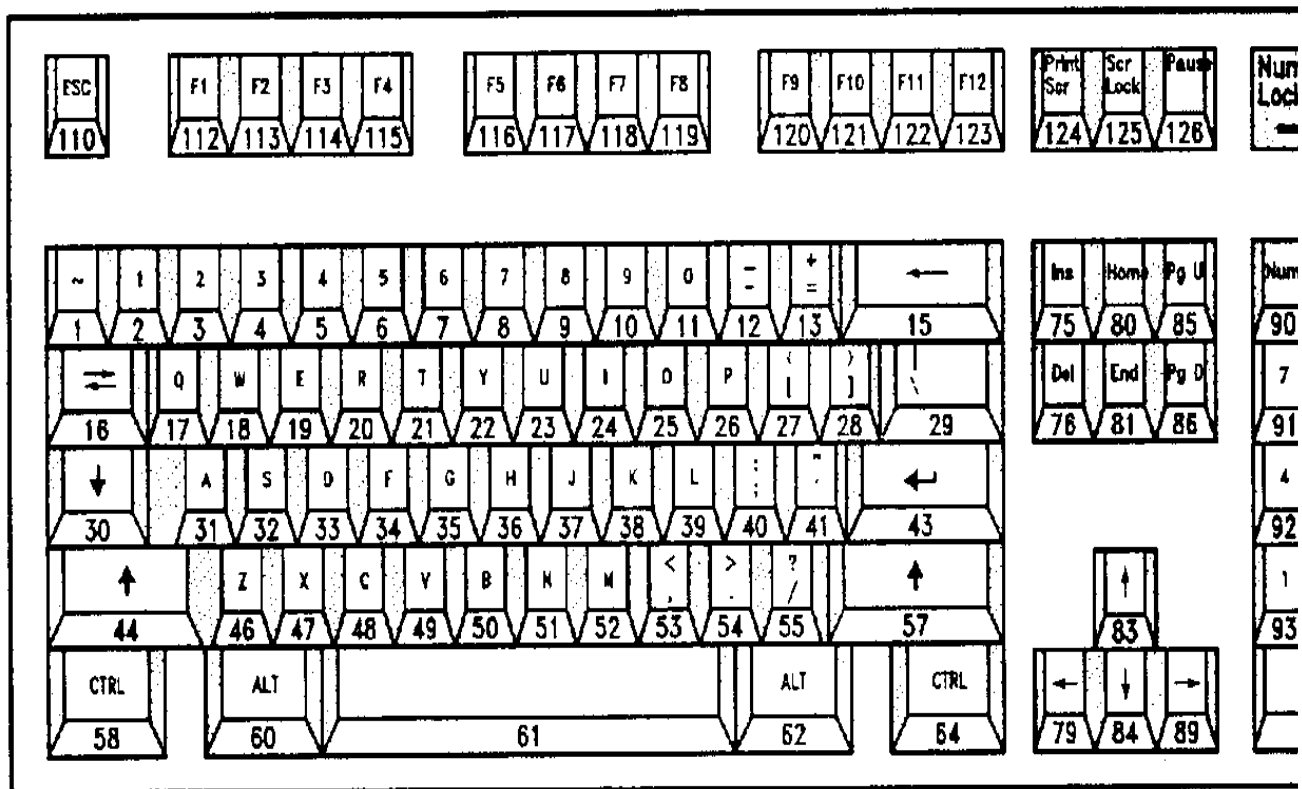 ESC F1 F2 F3 F4 F5 F6 F7 F8 F9 F10 F11 F12 Print Scr Scr Lock Pause Num Lock
110 112 113 114 115 116 117 118 119 120 121 122 123 124 125 126
~ 1 2 3 4 5 6 7 8 9 0 _ - + = ← Ins Home Pg U Num
1 2 3 4 5 6 7 8 9 10 11 12 13 15 75 80 85 90
Q W E R T Y U I O P { [ } ] | \ Del End Pg D 7
16 17 18 19 20 21 22 23 24 25 26 27 28 29 76 81 86 91
A S D F G H J K L : ; " ' 4
30 31 32 33 34 35 36 37 38 39 40 41 43 92
Z X C V B N M < , > . ? / 1
44 46 47 48 49 50 51 52 53 54 55 57 83 93
CTRL ALT ALT CTRL
58 60 61 62 64 79 84 89